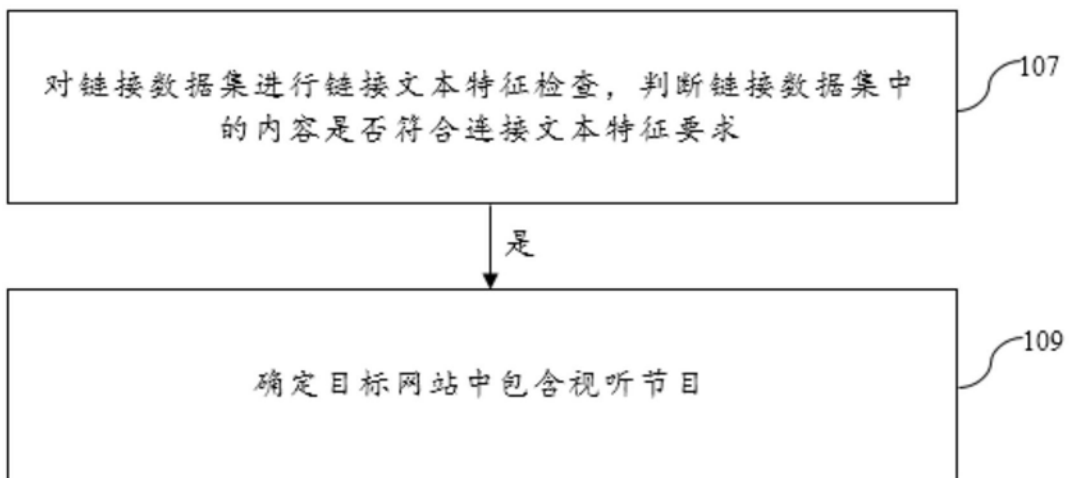 对链接数据集进行链接文本特征检查，判断链接数据集中
的内容是否符合连接文本特征要求
107
是
确定目标网站中包含视听节目
109